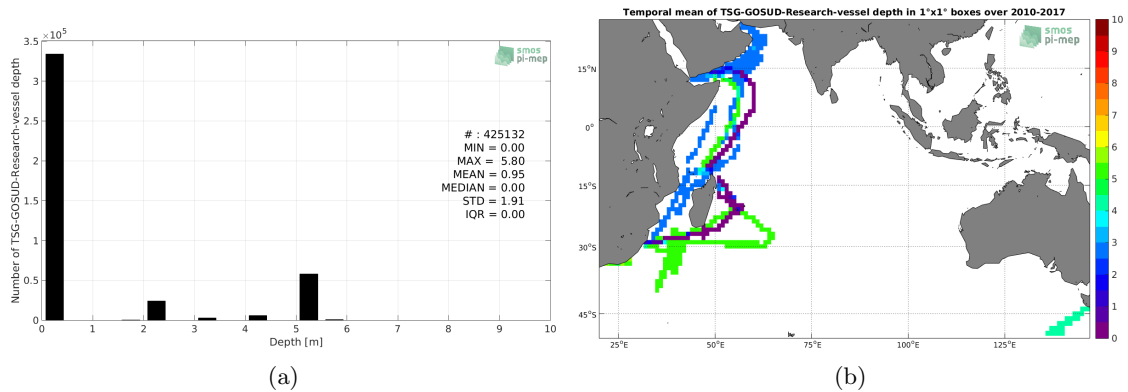 ×10⁵
3.5
3
2.5
2
1.5
1
0.5
0
Number of TSG-GOSUD-Research-vessel depth
smos
pi-mep
# : 425132
MIN = 0.00
MAX = 5.80
MEAN = 0.95
MEDIAN = 0.00
STD = 1.91
IQR = 0.00
0 1 2 3 4 5 6 7 8 9 10
Depth [m]
(a)
Temporal mean of TSG-GOSUD-Research-vessel depth in 1°x1° boxes over 2010-2017
smos
pi-mep
15°N
0°
15°S
30°S
45°S
25°E 50°E 75°E 100°E 125°E
10
9
8
7
6
5
4
3
2
1
0
(b)